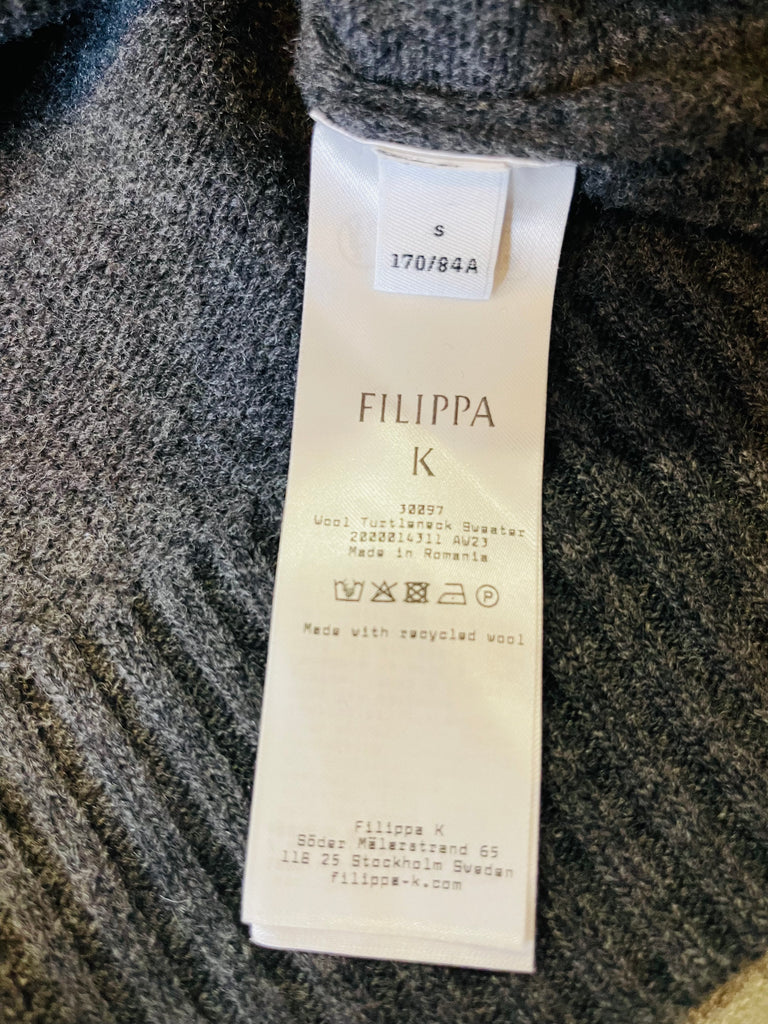 S
170/84A
FILIPPA
K
30097
Wool Turtleneck Sweater
2000014311 AW23
Made in Romania
Made with recycled wool
Filippa K
Söder Mälarstrand 65
118 25 Stockholm Sweden
filippa-k.com